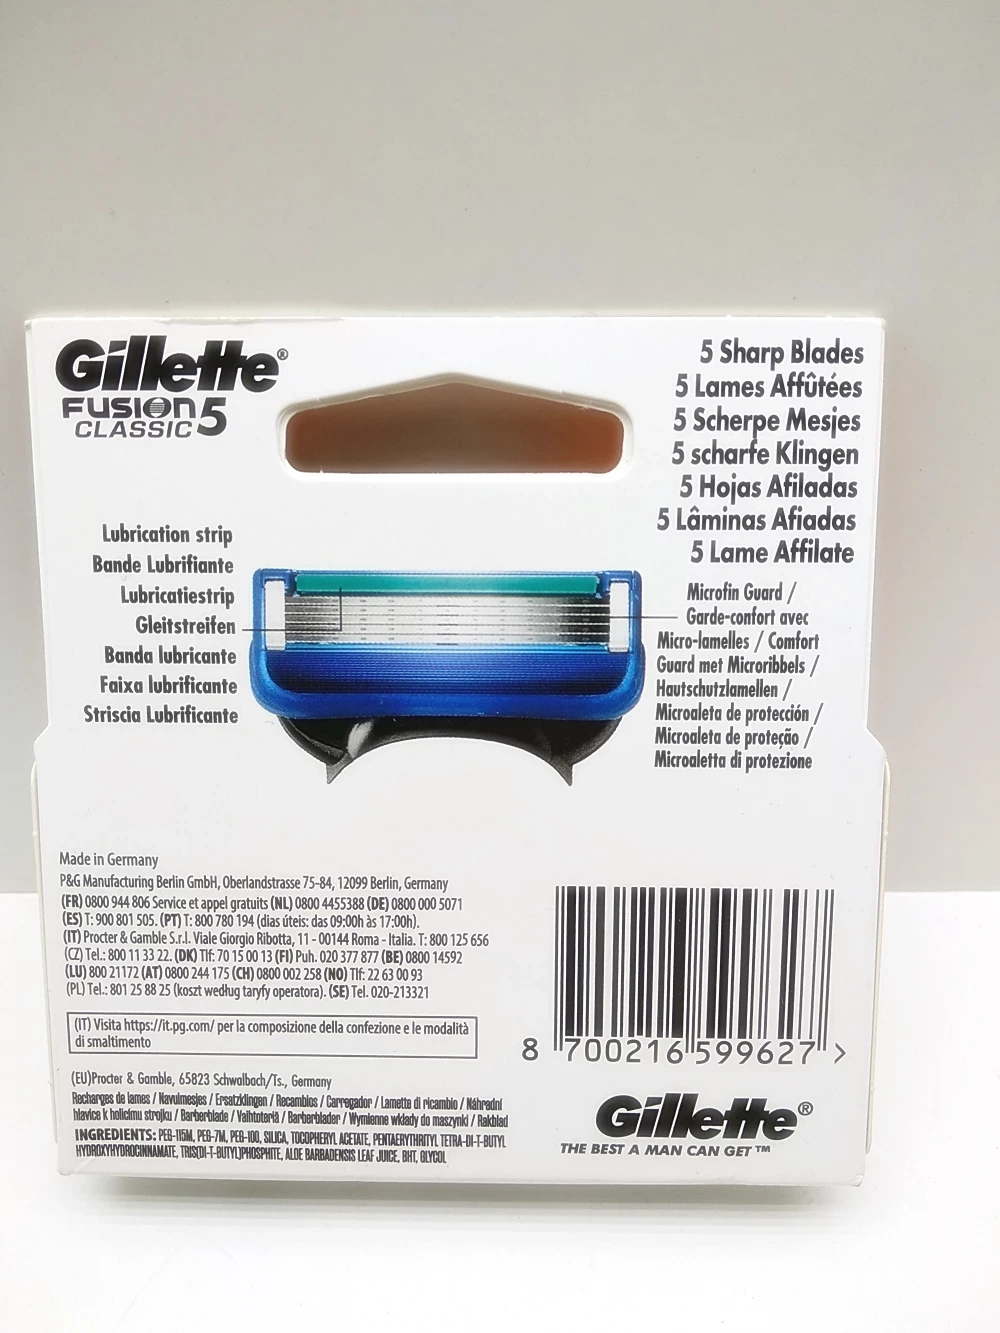 Gillette®
FUSION5
CLASSIC
5 Sharp Blades
5 Lames Affûtées
5 Scherpe Mesjes
5 scharfe Klingen
5 Hojas Afiladas
5 Lâminas Afiadas
5 Lame Affilate
Lubrication strip
Bande Lubrifiante
Lubricatiestrip
Gleitstreifen
Banda lubricante
Faixa lubrificante
Striscia Lubrificante
Microfin Guard /
Garde-confort avec
Micro-lamelles / Comfort
Guard met Microribbels /
Hautschutzlamellen /
Microaleta de protección /
Microaleta de proteção /
Microaletta di protezione
Made in Germany
P&G Manufacturing Berlin GmbH, Oberlandstrasse 75-84, 12099 Berlin, Germany
(FR) 0800 944 806 Service et appel gratuits (NL) 0800 4455388 (DE) 0800 000 5071
(ES) T: 900 801 505. (PT) T: 800 780 194 (dias úteis: das 09:00h às 17:00h).
(IT) Procter & Gamble S.r.l. Viale Giorgio Ribotta, 11 - 00144 Roma - Italia. T: 800 125 656
(CZ) Tel.: 800 11 33 22. (DK) Tlf: 70 15 00 13 (FI) Puh. 020 377 877 (BE) 0800 14592
(LU) 800 21172 (AT) 0800 244 175 (CH) 0800 002 258 (NO) Tlf: 22 63 00 93
(PL) Tel.: 801 25 88 25 (koszt według taryfy operatora). (SE) Tel. 020-213321
(IT) Visita https://it.pg.com/ per la composizione della confezione e le modalità
di smaltimento
(EU)Procter & Gamble, 65823 Schwalbach/Ts., Germany
Recharges de lames / Navulmesjes / Ersatzklingen / Recambios / Carregador / Lamette di ricambio / Náhradní
hlavice k holicímu strojku / Barberblade / Vaihtoterä / Barberblader / Wymienne wkłady do maszynki / Rakblad
INGREDIENTS: PEG-115M, PEG-7M, PEG-100, SILICA, TOCOPHERYL ACETATE, PENTAERYTHRITYL TETRA-DI-T-BUTYL
HYDROXYHYDROCINNAMATE, TRIS(DI-T-BUTYL)PHOSPHITE, ALOE BARBADENSIS LEAF JUICE, BHT, GLYCOL
8 700216 599627 >
Gillette®
THE BEST A MAN CAN GET™